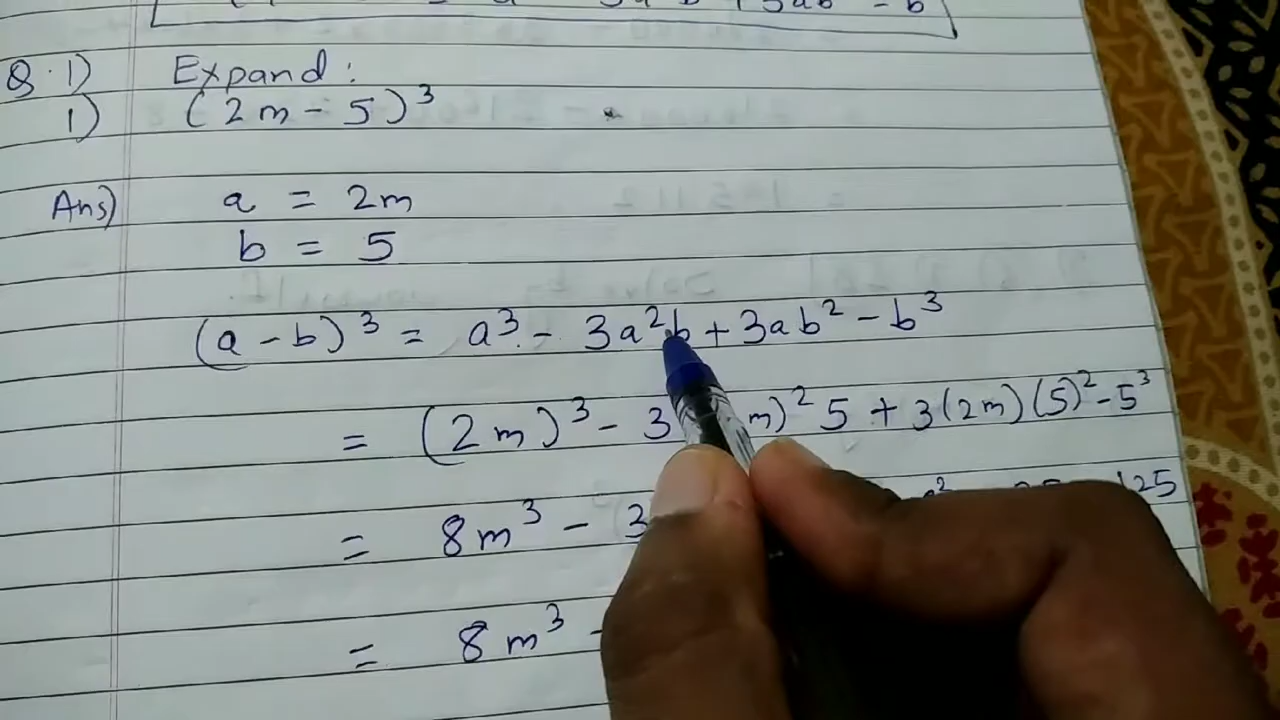 Q.1) Expand:
1) (2m - 5)³
Ans) a = 2m
b = 5
(a - b)³ = a³ - 3a²b + 3ab² - b³
= (2m)³ - 3 m)² 5 + 3(2m)(5)² - 5³
= 8m³ - 3 125
= 8m³ -